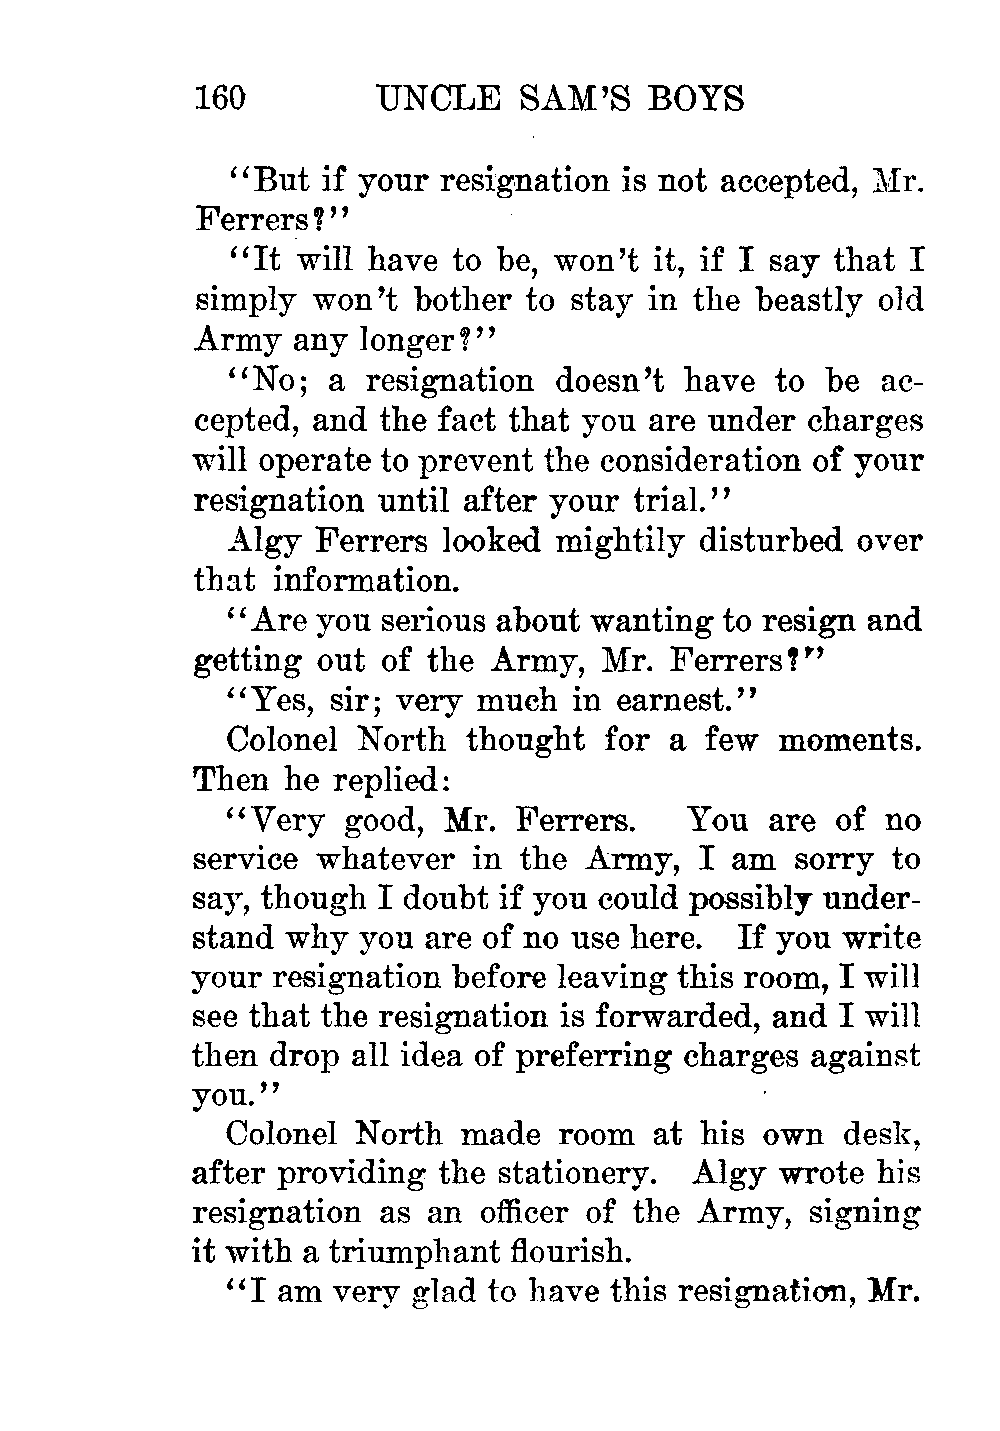 160 UNCLE SAM'S BOYS
"But if your resignation is not accepted, Mr.
Ferrers?"
"It will have to be, won't it, if I say that I
simply won't bother to stay in the beastly old
Army any longer?"
"No; a resignation doesn't have to be ac-
cepted, and the fact that you are under charges
will operate to prevent the consideration of your
resignation until after your trial."
Algy Ferrers looked mightily disturbed over
that information.
"Are you serious about wanting to resign and
getting out of the Army, Mr. Ferrers?"
"Yes, sir; very much in earnest."
Colonel North thought for a few moments.
Then he replied:
"Very good, Mr. Ferrers. You are of no
service whatever in the Army, I am sorry to
say, though I doubt if you could possibly under-
stand why you are of no use here. If you write
your resignation before leaving this room, I will
see that the resignation is forwarded, and I will
then drop all idea of preferring charges against
you."
Colonel North made room at his own desk,
after providing the stationery. Algy wrote his
resignation as an officer of the Army, signing
it with a triumphant flourish.
"I am very glad to have this resignation, Mr.